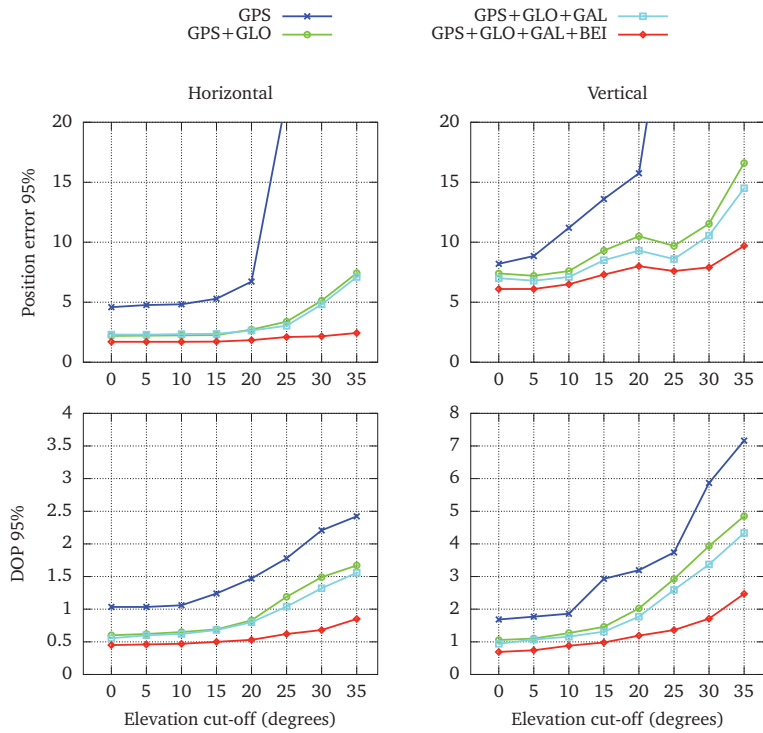 GPS
GPS+GLO
GPS+GLO+GAL
GPS+GLO+GAL+BEI
Horizontal
Vertical
Position error 95%
20
15
10
5
0
0 5 10 15 20 25 30 35
20
15
10
5
0
0 5 10 15 20 25 30 35
DOP 95%
4
3.5
3
2.5
2
1.5
1
0.5
0
0 5 10 15 20 25 30 35
Elevation cut-off (degrees)
8
7
6
5
4
3
2
1
0
0 5 10 15 20 25 30 35
Elevation cut-off (degrees)